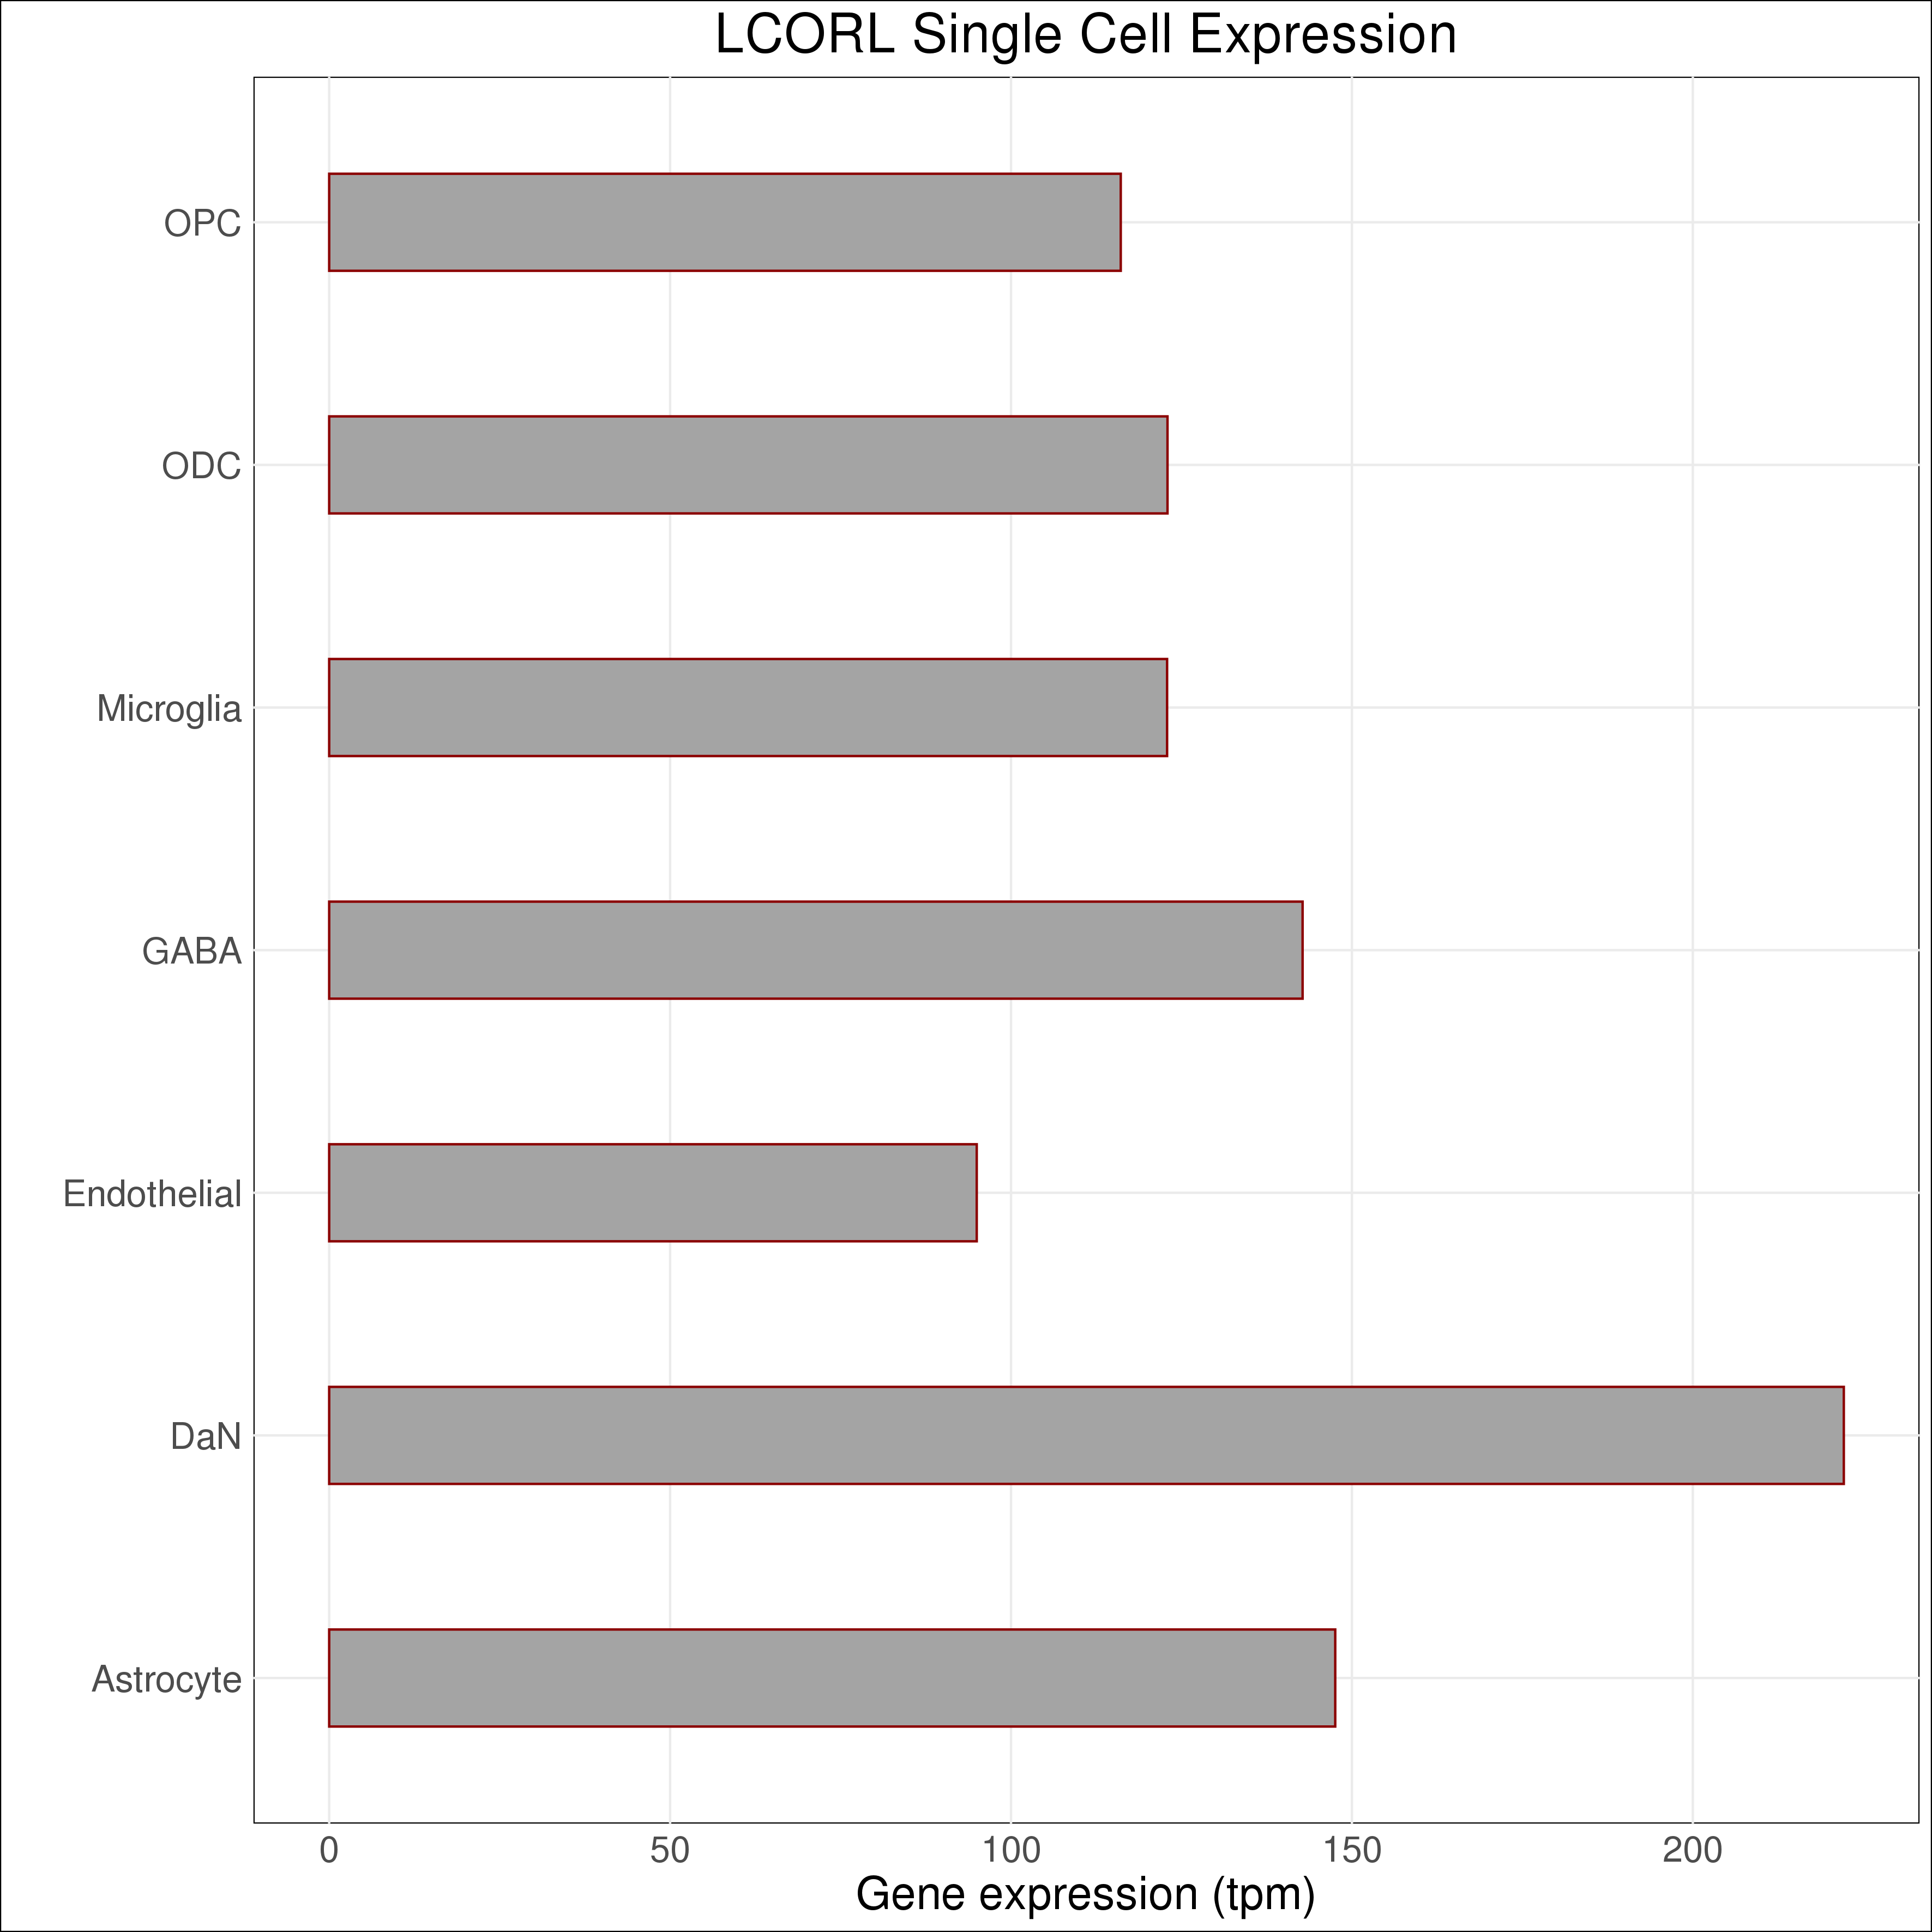 LCORL Single Cell Expression
OPC
ODC
Microglia
GABA
Endothelial
DaN
Astrocyte
0 50 100 150 200
Gene expression (tpm)